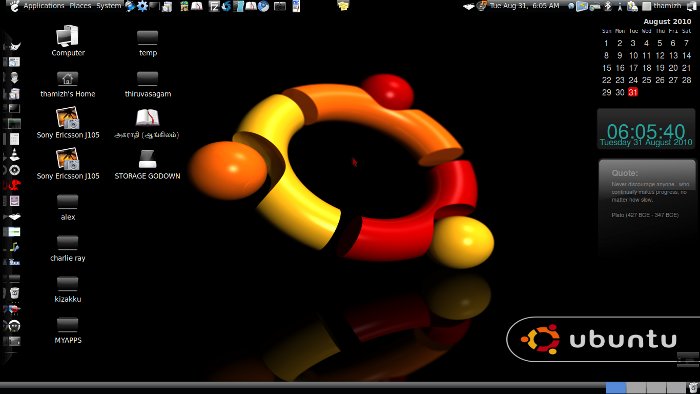 Applications Places System
Tue Aug 31, 6:05 AM
thamizh
Computer
temp
thamizh's Home
thiruvasagam
Sony Ericsson J105
அகராதி (ஆங்கிலம்)
Sony Ericsson J105
STORAGE GODOWN
alex
charlie ray
kizakku
MYAPPS
August 2010
Sun Mon Tue Wed Thu Fri Sat
1 2 3 4 5 6 7
8 9 10 11 12 13 14
15 16 17 18 19 20 21
22 23 24 25 26 27 28
29 30 31
06:05:40
Tuesday 31 August 2010
Quote:
Never discourage anyone...who
continually makes progress, no
matter how slow.
Plato (427 BCE - 347 BCE)
ubuntu